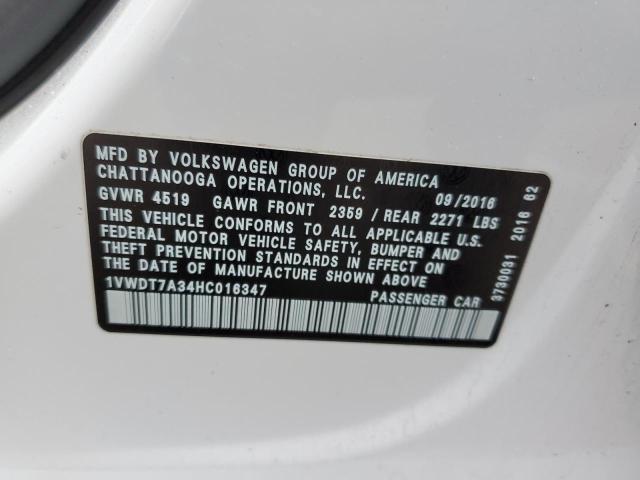 MFD BY VOLKSWAGEN GROUP OF AMERICA
CHATTANOOGA OPERATIONS, LLC. 09/2016
GVWR 4519 GAWR FRONT 2359 / REAR 2271 LBS
THIS VEHICLE CONFORMS TO ALL APPLICABLE U.S.
FEDERAL MOTOR VEHICLE SAFETY, BUMPER AND
THEFT PREVENTION STANDARDS IN EFFECT ON
THE DATE OF MANUFACTURE SHOWN ABOVE
1VWDT7A34HC016347 PASSENGER CAR
3730031 2016 62